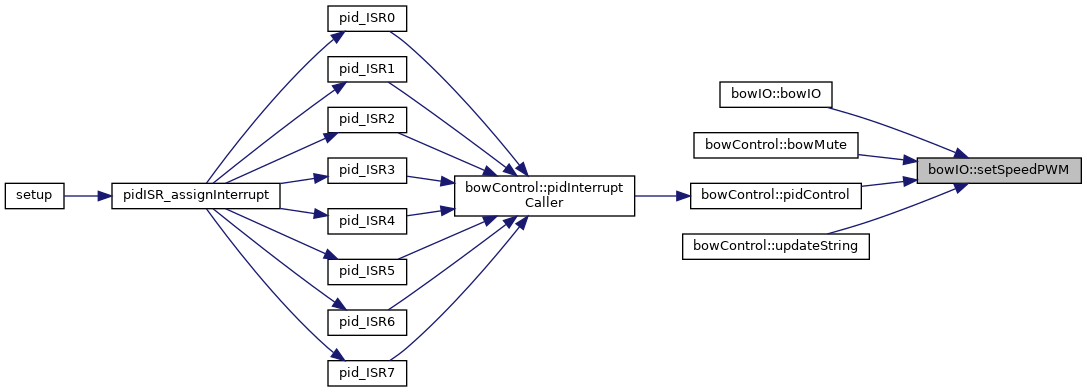 setup
pidISR_assignInterrupt
pid_ISR0
pid_ISR1
pid_ISR2
pid_ISR3
pid_ISR4
pid_ISR5
pid_ISR6
pid_ISR7
bowControl::pidInterrupt
Caller
bowIO::bowIO
bowControl::bowMute
bowControl::pidControl
bowControl::updateString
bowIO::setSpeedPWM